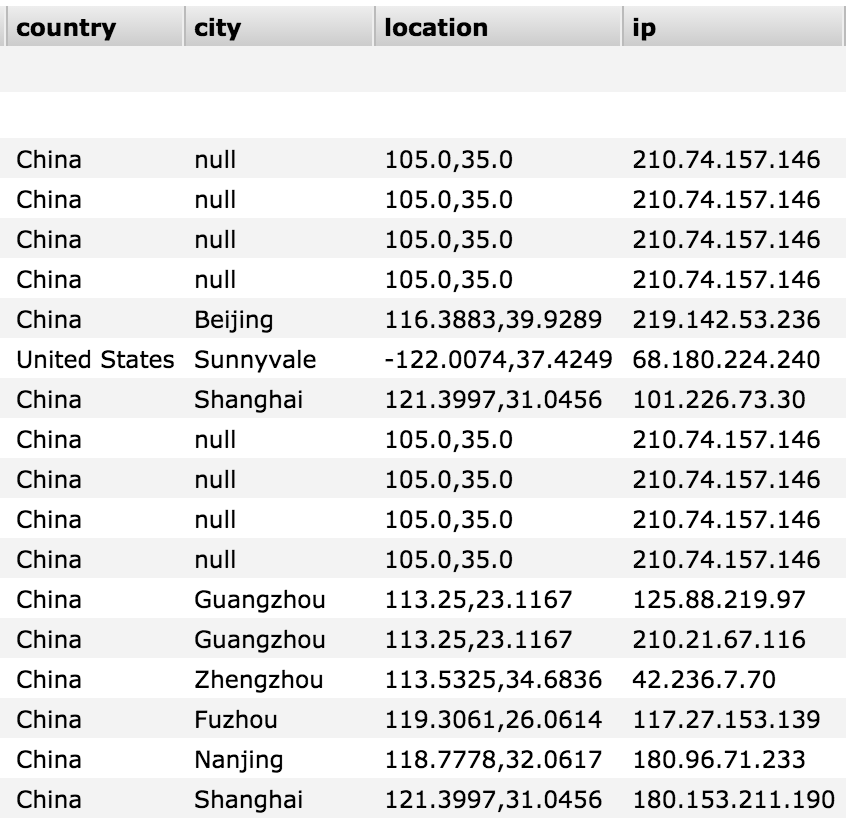 country city location ip
China null 105.0,35.0 210.74.157.146
China null 105.0,35.0 210.74.157.146
China null 105.0,35.0 210.74.157.146
China null 105.0,35.0 210.74.157.146
China Beijing 116.3883,39.9289 219.142.53.236
United States Sunnyvale -122.0074,37.4249 68.180.224.240
China Shanghai 121.3997,31.0456 101.226.73.30
China null 105.0,35.0 210.74.157.146
China null 105.0,35.0 210.74.157.146
China null 105.0,35.0 210.74.157.146
China null 105.0,35.0 210.74.157.146
China Guangzhou 113.25,23.1167 125.88.219.97
China Guangzhou 113.25,23.1167 210.21.67.116
China Zhengzhou 113.5325,34.6836 42.236.7.70
China Fuzhou 119.3061,26.0614 117.27.153.139
China Nanjing 118.7778,32.0617 180.96.71.233
China Shanghai 121.3997,31.0456 180.153.211.190